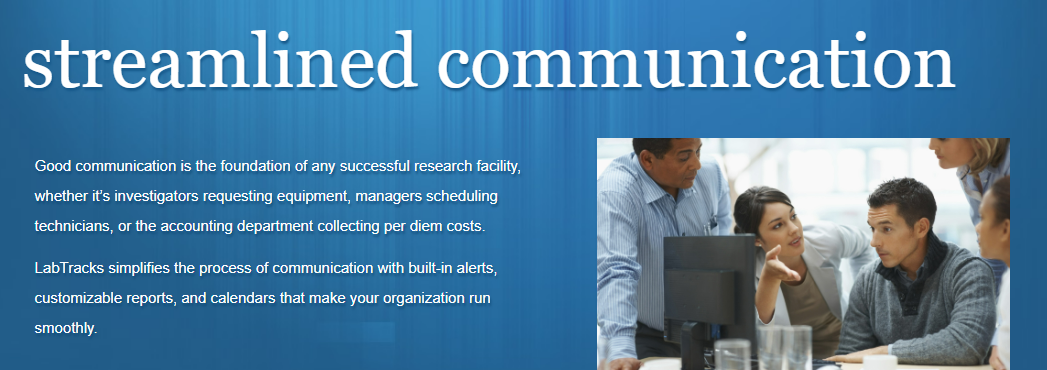 streamlined communication
Good communication is the foundation of any successful research facility,
whether it’s investigators requesting equipment, managers scheduling
technicians, or the accounting department collecting per diem costs.
LabTracks simplifies the process of communication with built-in alerts,
customizable reports, and calendars that make your organization run
smoothly.